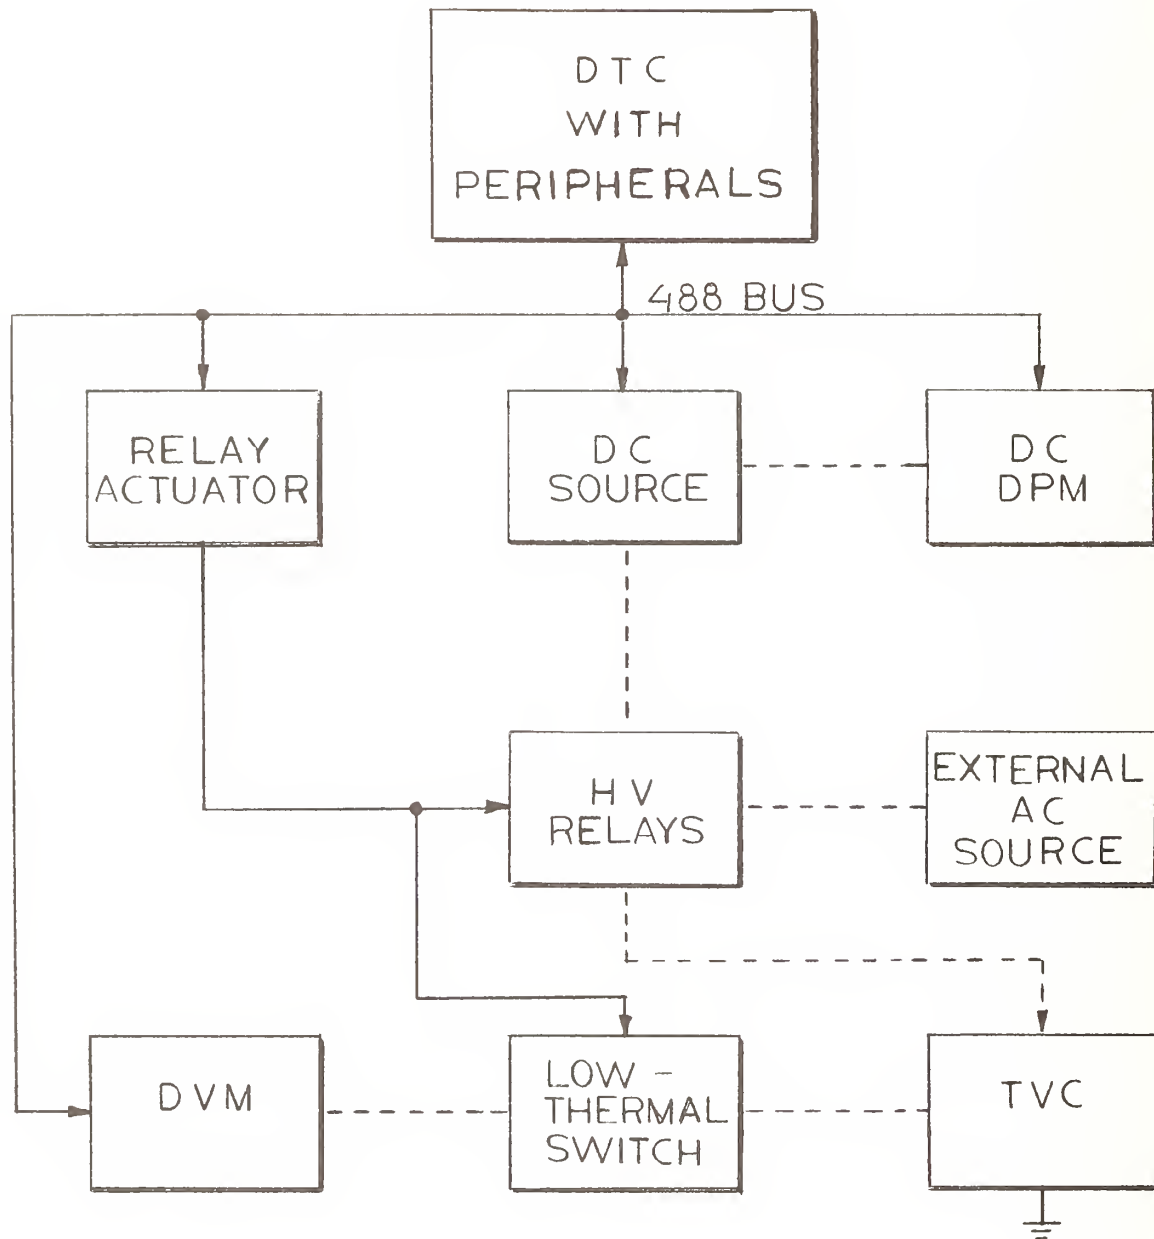 DTC
WITH
PERIPHERALS
488 BUS
RELAY
ACTUATOR
DC
SOURCE
DC
DPM
HV
RELAYS
EXTERNAL
AC
SOURCE
DVM
LOW -
THERMAL
SWITCH
TVC